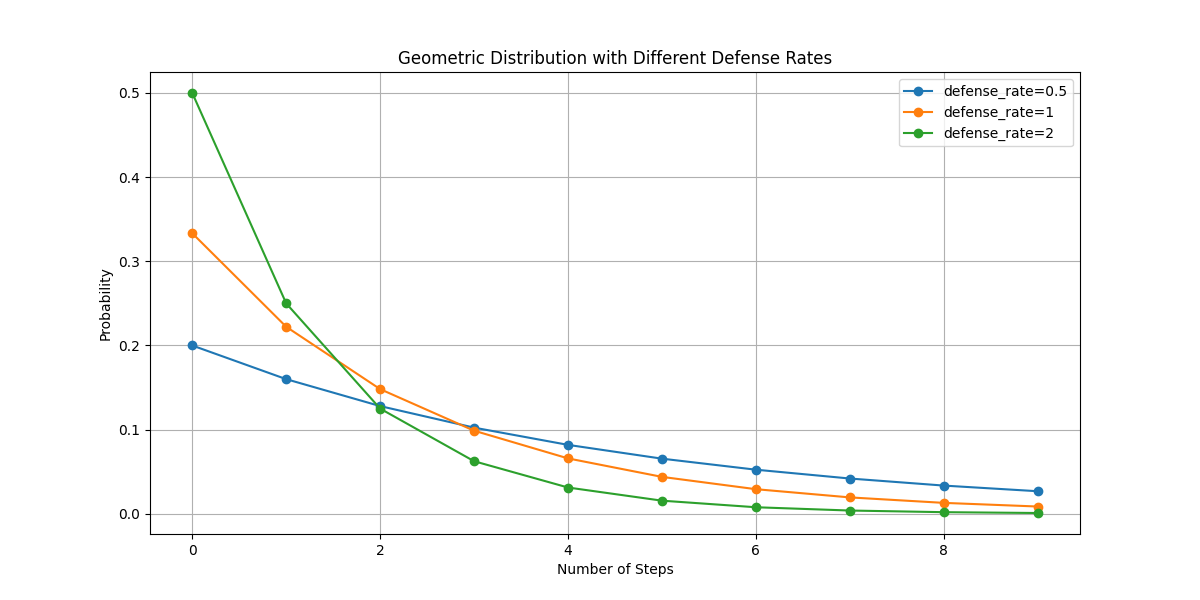 Geometric Distribution with Different Defense Rates
defense_rate=0.5
defense_rate=1
defense_rate=2
Probability
0.5
0.4
0.3
0.2
0.1
0.0
0 2 4 6 8
Number of Steps